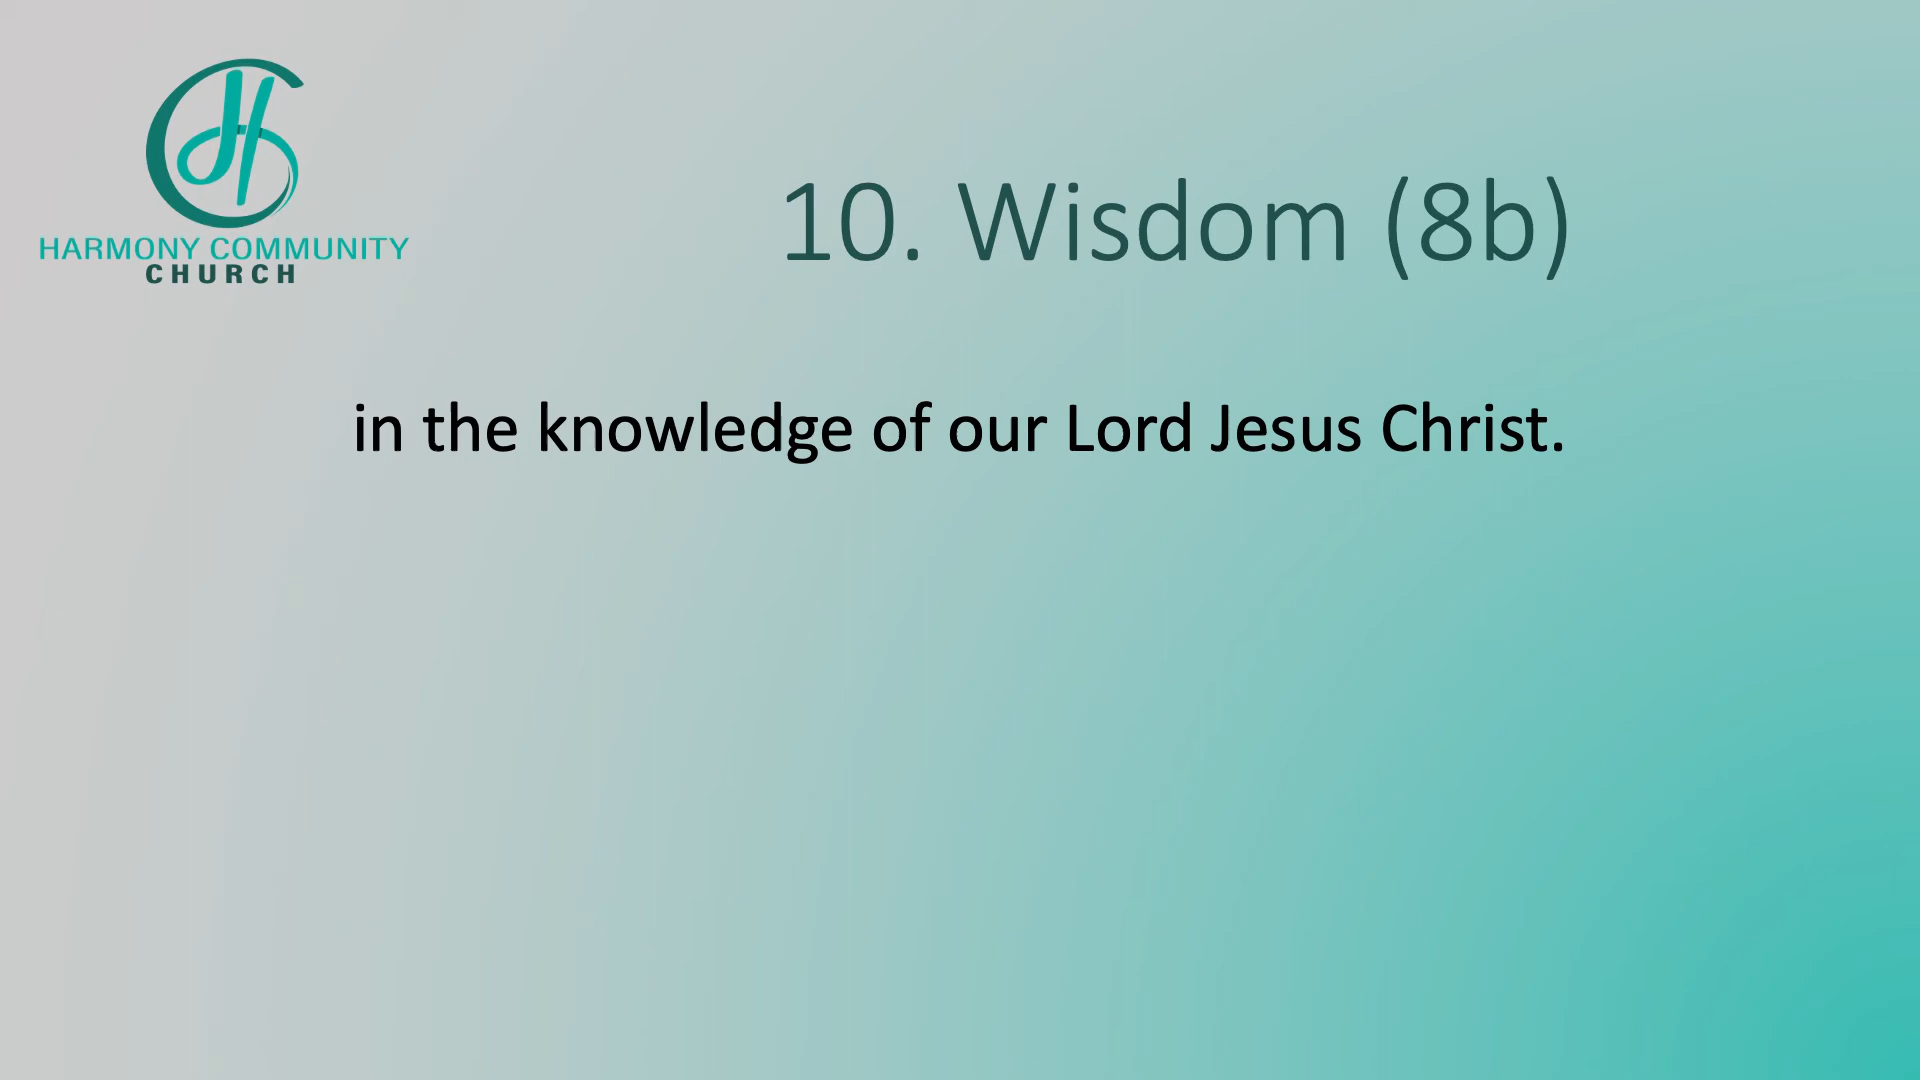 HARMONY COMMUNITY
CHURCH
10. Wisdom (8b)
in the knowledge of our Lord Jesus Christ.